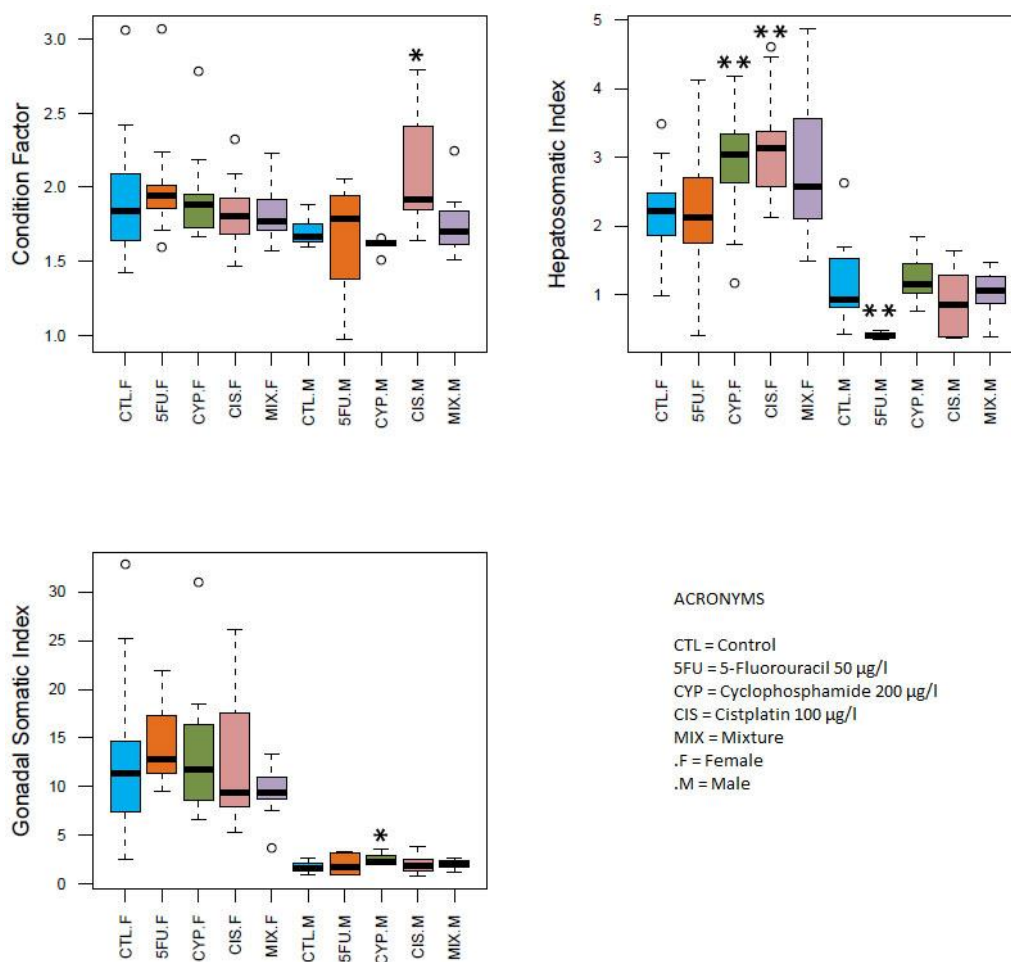 Condition Factor
3.0
2.5
2.0
1.5
1.0
*
CTL.F
5FU.F
CYP.F
CIS.F
MIX.F
CTL.M
5FU.M
CYP.M
CIS.M
MIX.M
Hepatosomatic Index
5
4
3
2
1
**
**
**
CTL.F
5FU.F
CYP.F
CIS.F
MIX.F
CTL.M
5FU.M
CYP.M
CIS.M
MIX.M
Gonadal Somatic Index
30
25
20
15
10
5
0
*
CTL.F
5FU.F
CYP.F
CIS.F
MIX.F
CTL.M
5FU.M
CYP.M
CIS.M
MIX.M
ACRONYMS
CTL = Control
5FU = 5-Fluorouracil 50 µg/l
CYP = Cyclophosphamide 200 µg/l
CIS = Cistplatin 100 µg/l
MIX = Mixture
.F = Female
.M = Male